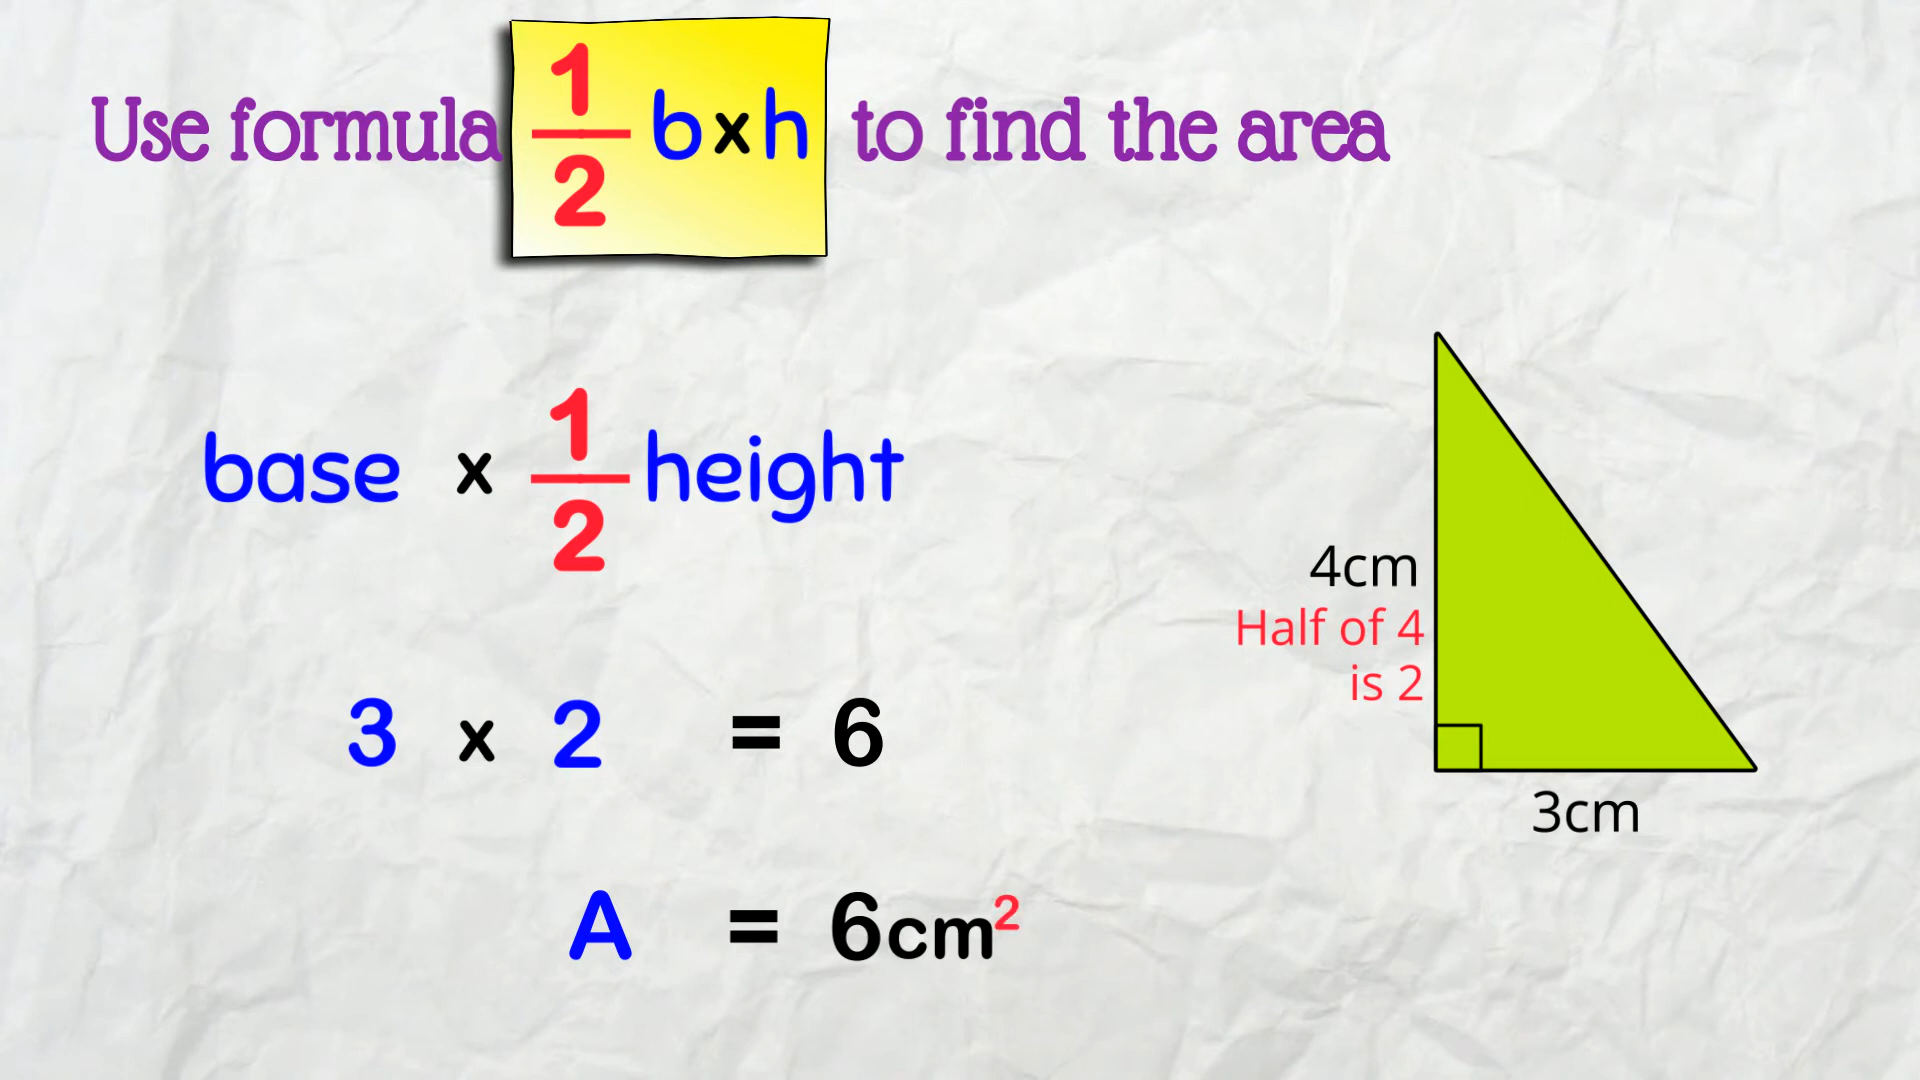 Use formula 1/2 b x h to find the area
base x 1/2 height
4cm
Half of 4
is 2
3 x 2 = 6
3cm
A = 6cm²